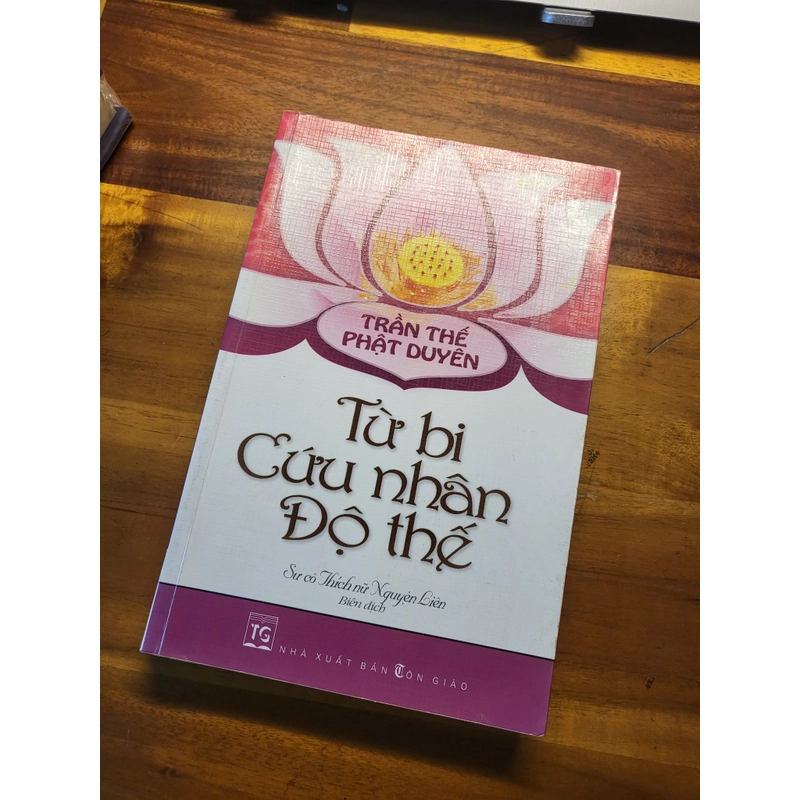 TRẦN THẾ
PHẬT DUYÊN
Từ bi
Cứu nhân
Độ thế
Sư cô Thích nữ Nguyện Liên
Biên dịch
TG
NHÀ XUẤT BẢN TÔN GIÁO